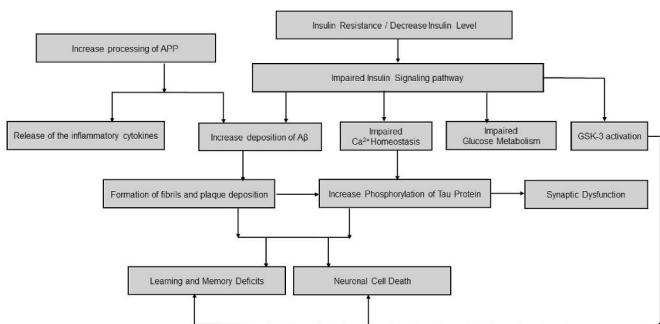 Insulin Resistance / Decrease Insulin Level
Increase processing of APP
Impaired Insulin Signaling pathway
Release of the inflammatory cytokines
Increase deposition of Aβ
Impaired
Ca²⁺ Homeostasis
Impaired
Glucose Metabolism
GSK-3 activation
Formation of fibrils and plaque deposition
Increase Phosphorylation of Tau Protein
Synaptic Dysfunction
Learning and Memory Deficits
Neuronal Cell Death